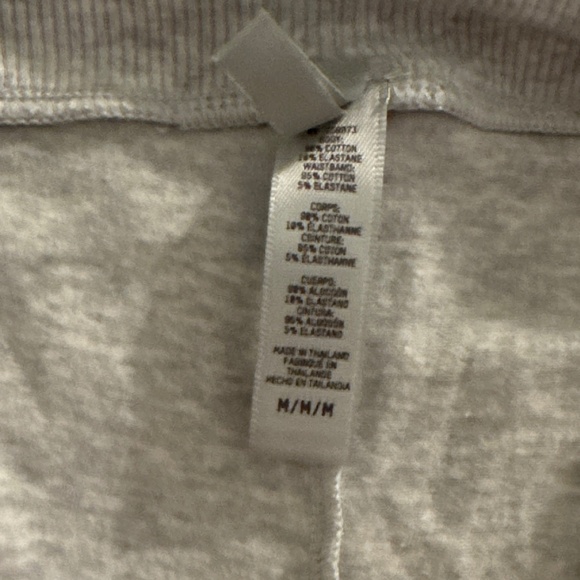 BODY:
90% COTTON
10% ELASTANE
WAISTBAND:
95% COTTON
5% ELASTANE
CORPS:
90% COTON
10% ÉLASTHANNE
CEINTURE:
95% COTON
5% ÉLASTHANNE
CUERPO:
90% ALGODÓN
10% ELASTANO
CINTURA:
95% ALGODÓN
5% ELASTANO
MADE IN THAILAND
FABRIQUÉ EN
THAÏLANDE
HECHO EN TAILANDIA
M/M/M